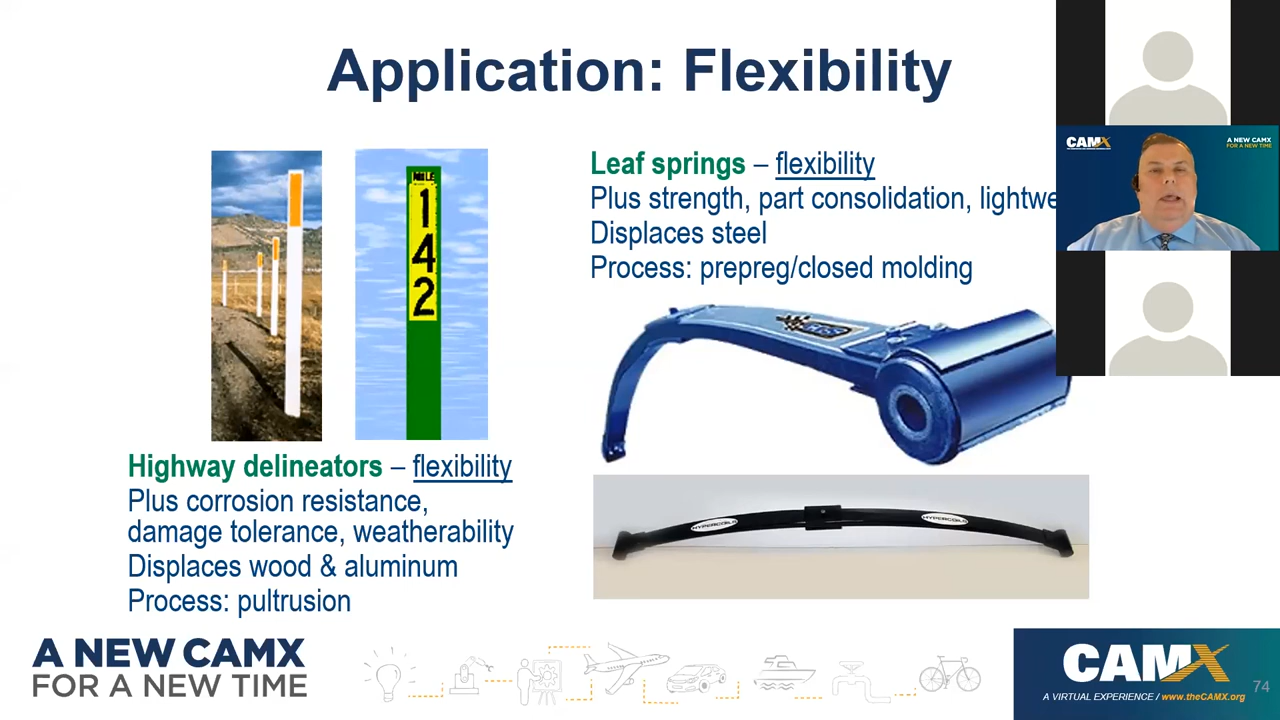 Application: Flexibility
MILE
1
4
2
Highway delineators – flexibility
Plus corrosion resistance,
damage tolerance, weatherability
Displaces wood & aluminum
Process: pultrusion
Leaf springs – flexibility
Plus strength, part consolidation, lightwe
Displaces steel
Process: prepreg/closed molding
HYPERCOILS HYPERCOILS
CAMX
A NEW CAMX
FOR A NEW TIME
A NEW CAMX
FOR A NEW TIME
CAMX
A VIRTUAL EXPERIENCE / www.theCAMX.org
74